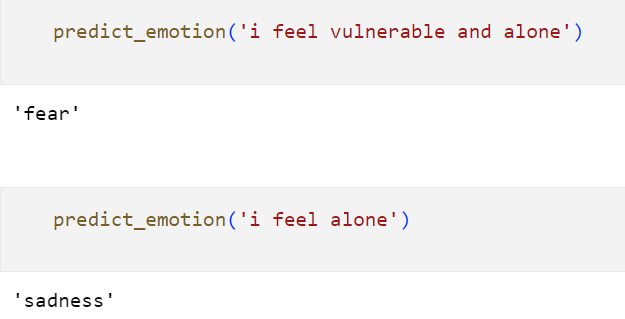 predict_emotion('i feel vulnerable and alone')
'fear'
predict_emotion('i feel alone')
'sadness'